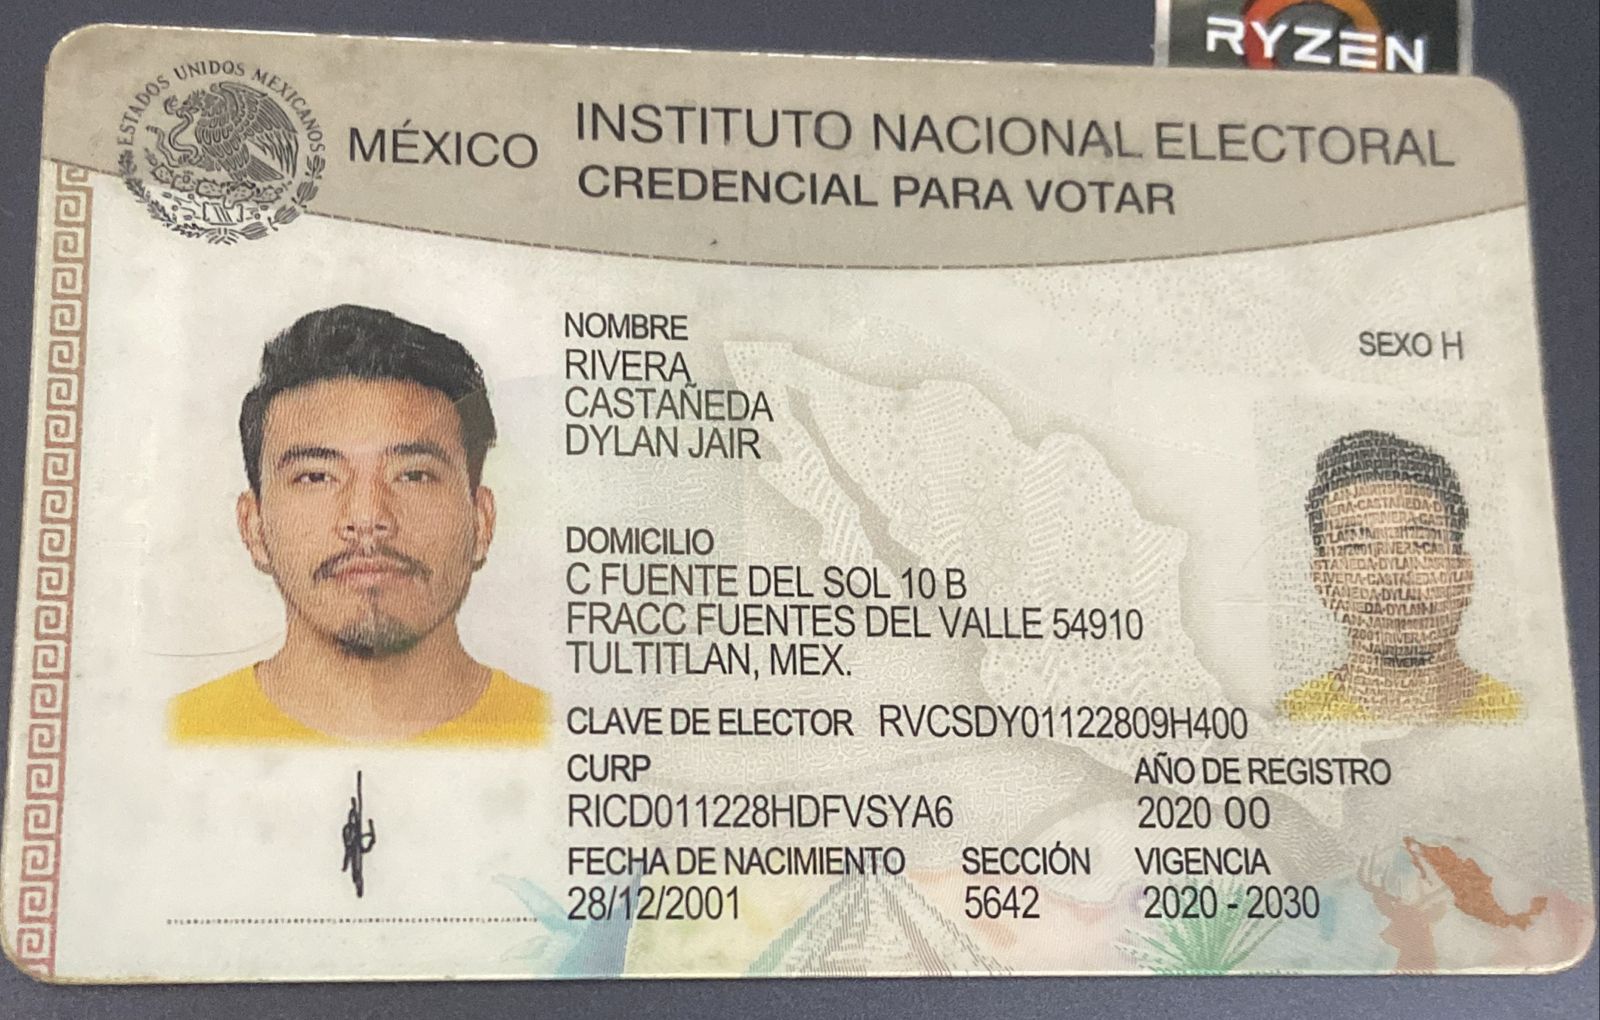 RYZEN
ESTADOS UNIDOS MEXICANOS
MÉXICO
INSTITUTO NACIONAL ELECTORAL
CREDENCIAL PARA VOTAR
NOMBRE
RIVERA
CASTAÑEDA
DYLAN JAIR
SEXO H
DOMICILIO
C FUENTE DEL SOL 10 B
FRACC FUENTES DEL VALLE 54910
TULTITLAN, MEX.
CLAVE DE ELECTOR RVCSDY01122809H400
CURP
RICD011228HDFVSYA6
AÑO DE REGISTRO
2020 00
FECHA DE NACIMIENTO
28/12/2001
SECCIÓN
5642
VIGENCIA
2020 - 2030